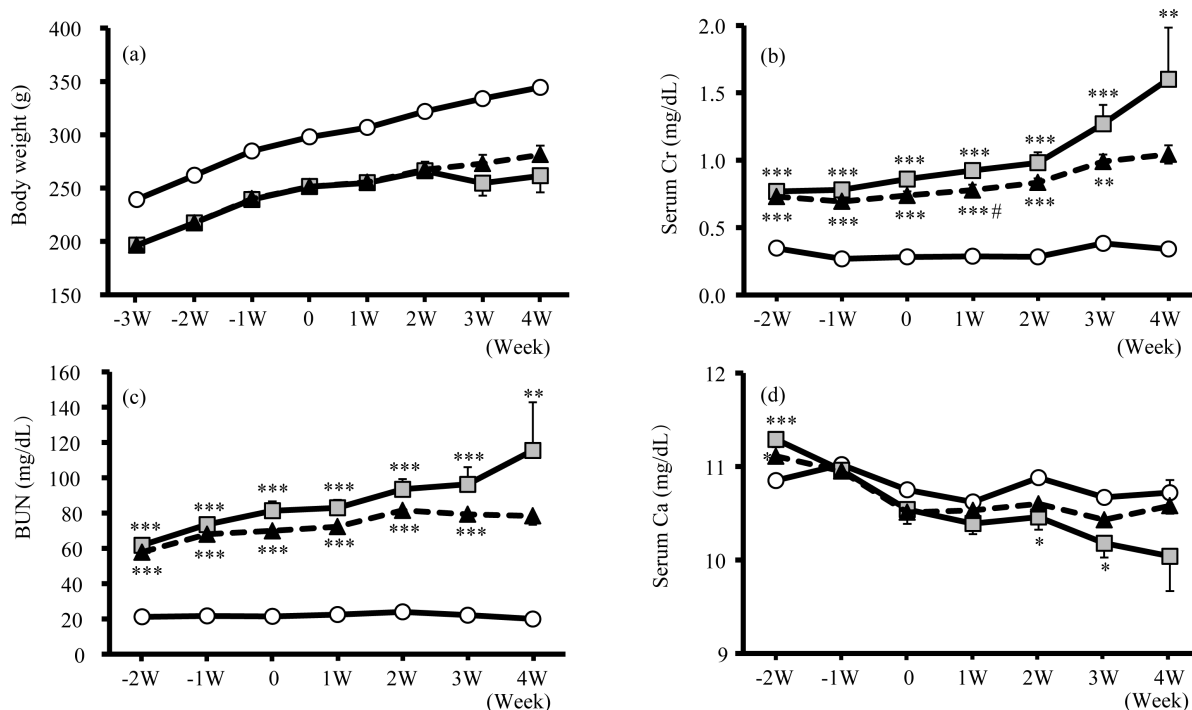 400
350
300
250
200
150
(a)
Body weight (g)
-3W -2W -1W 0 1W 2W 3W 4W
(Week)
2.0
1.5
1.0
0.5
0.0
(b)
Serum Cr (mg/dL)
*** *** *** *** *** *** **
*** *** *** ***# *** **
-2W -1W 0 1W 2W 3W 4W
(Week)
160
140
120
100
80
60
40
20
0
(c)
BUN (mg/dL)
*** *** *** *** *** *** **
*** *** *** *** *** ***
-2W -1W 0 1W 2W 3W 4W
(Week)
12
11
10
9
(d)
Serum Ca (mg/dL)
***
*
* *
-2W -1W 0 1W 2W 3W 4W
(Week)